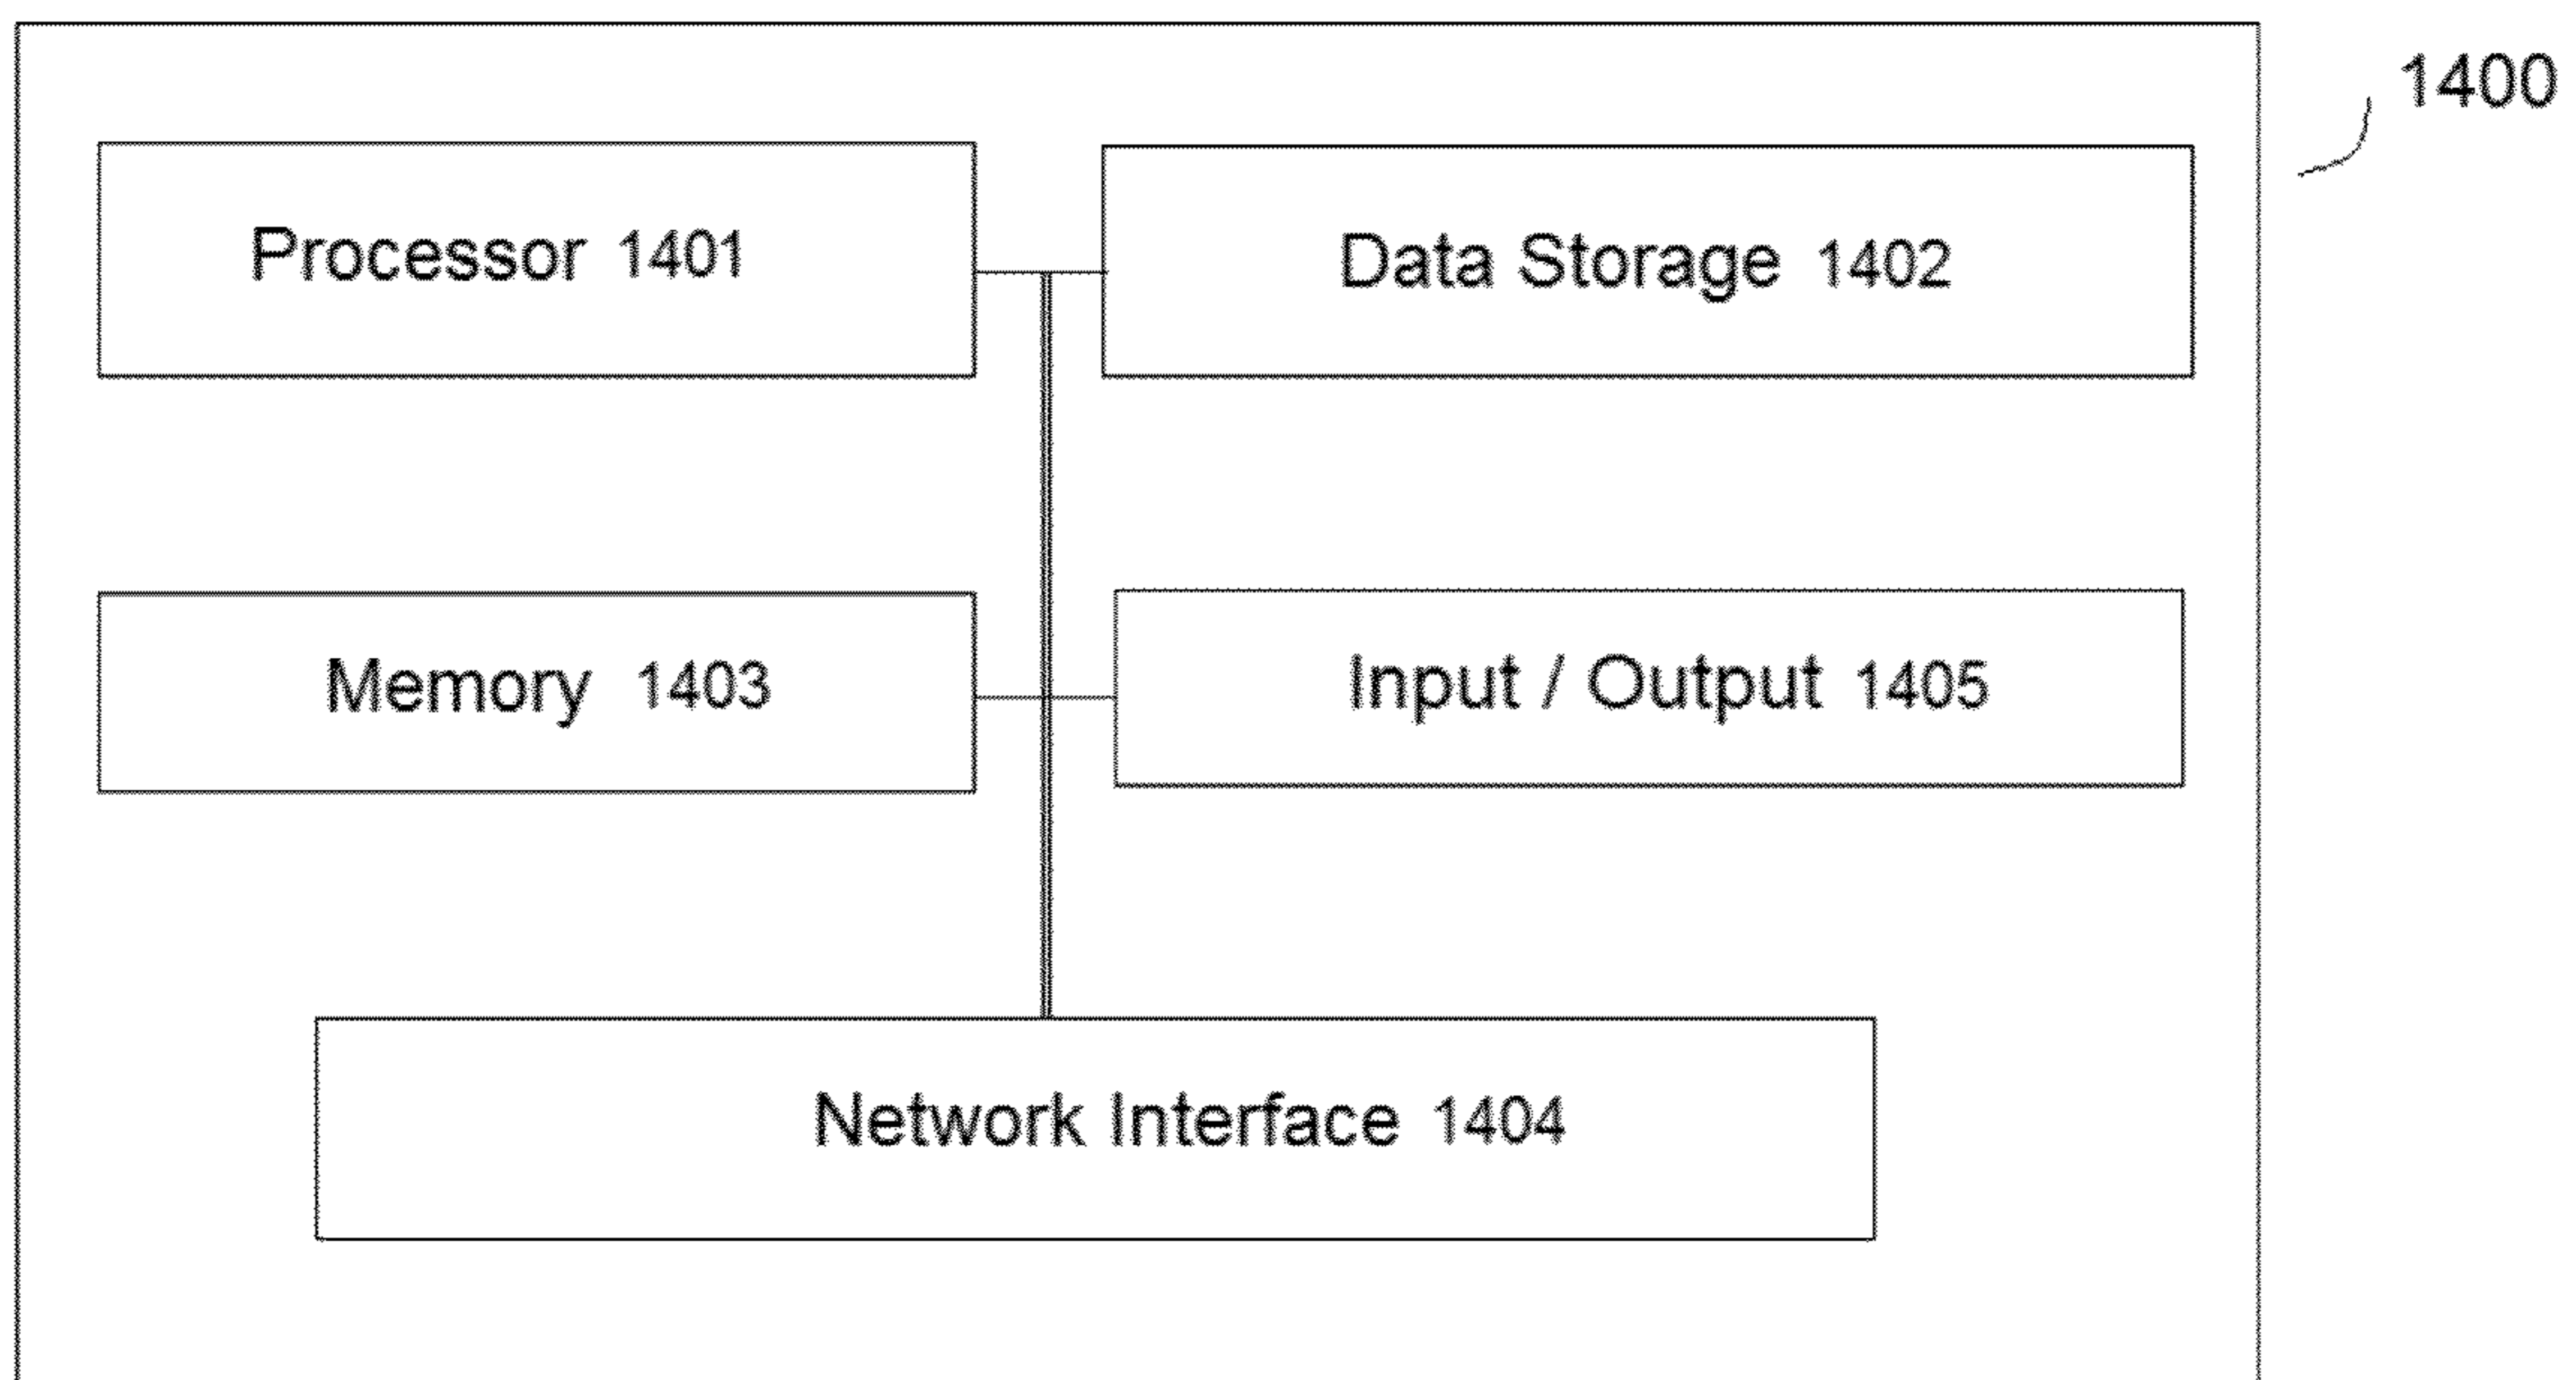 1400
Processor 1401
Data Storage 1402
Memory 1403
Input / Output 1405
Network Interface 1404